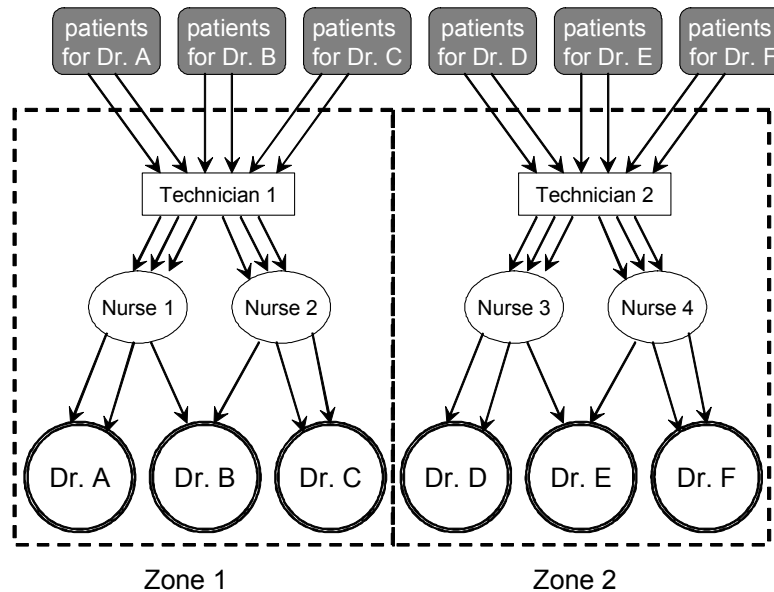 patients
for Dr. A
patients
for Dr. B
patients
for Dr. C
patients
for Dr. D
patients
for Dr. E
patients
for Dr. F
Technician 1
Technician 2
Nurse 1
Nurse 2
Nurse 3
Nurse 4
Dr. A
Dr. B
Dr. C
Dr. D
Dr. E
Dr. F
Zone 1
Zone 2